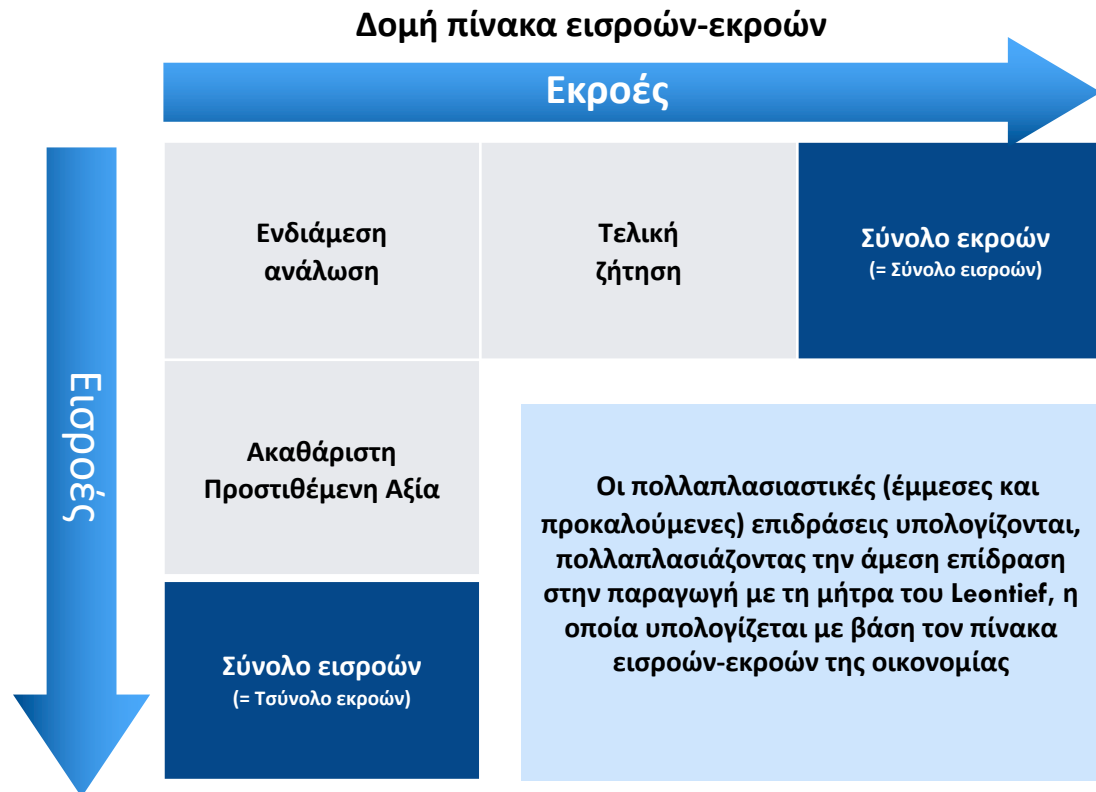 Δομή πίνακα εισροών-εκροών
Εκροές
Εισροές
Ενδιάμεση
ανάλωση
Τελική
ζήτηση
Σύνολο εκροών
(= Σύνολο εισροών)
Ακαθάριστη
Προστιθέμενη Αξία
Σύνολο εισροών
(= Τσύνολο εκροών)
Οι πολλαπλασιαστικές (έμμεσες και
προκαλούμενες) επιδράσεις υπολογίζονται,
πολλαπλασιάζοντας την άμεση επίδραση
στην παραγωγή με τη μήτρα του Leontief, η
οποία υπολογίζεται με βάση τον πίνακα
εισροών-εκροών της οικονομίας